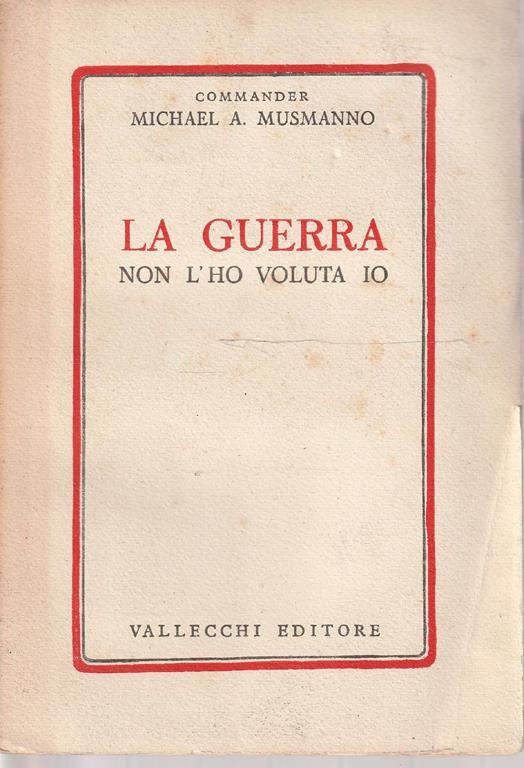 COMMANDER
MICHAEL A. MUSMANNO
LA GUERRA
NON L'HO VOLUTA IO
VALLECCHI EDITORE